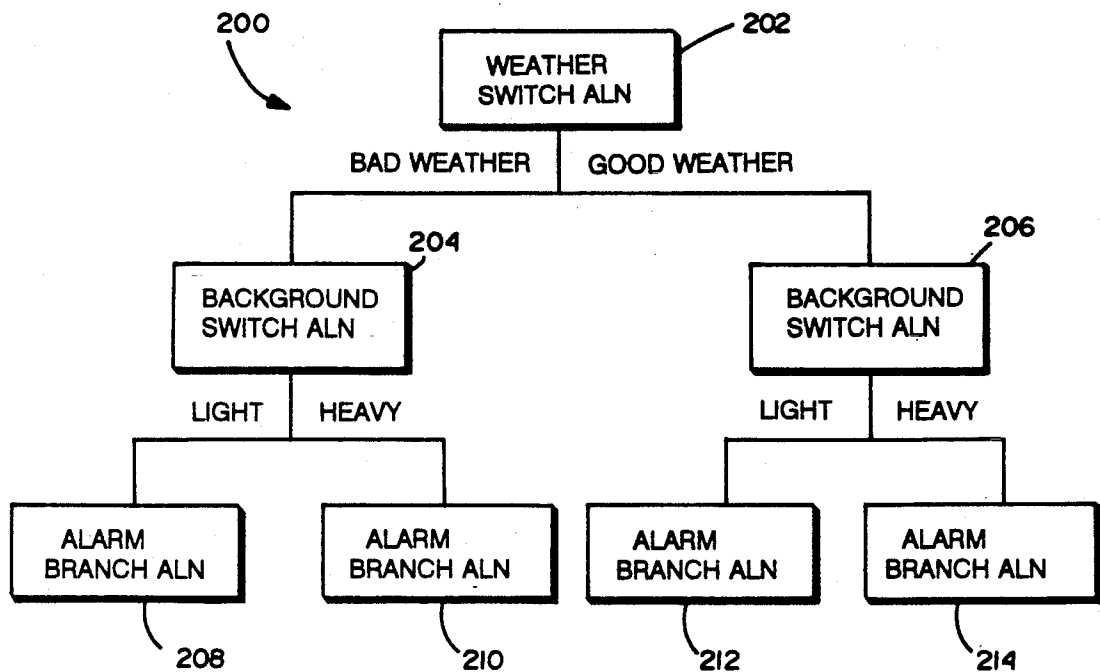 200
202
WEATHER
SWITCH ALN
BAD WEATHER
GOOD WEATHER
204
206
BACKGROUND
SWITCH ALN
BACKGROUND
SWITCH ALN
LIGHT
HEAVY
LIGHT
HEAVY
ALARM
BRANCH ALN
ALARM
BRANCH ALN
ALARM
BRANCH ALN
ALARM
BRANCH ALN
208
210
212
214